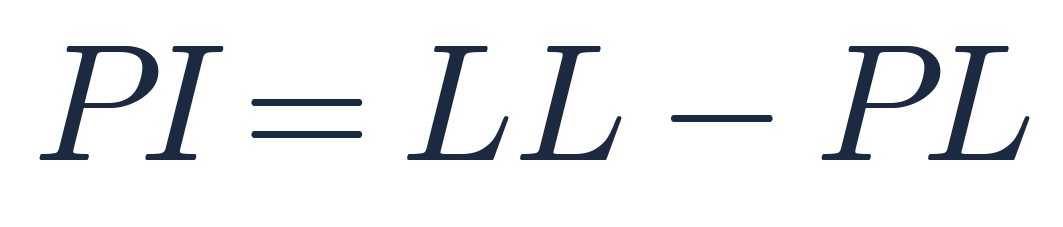 PI = LL − PL